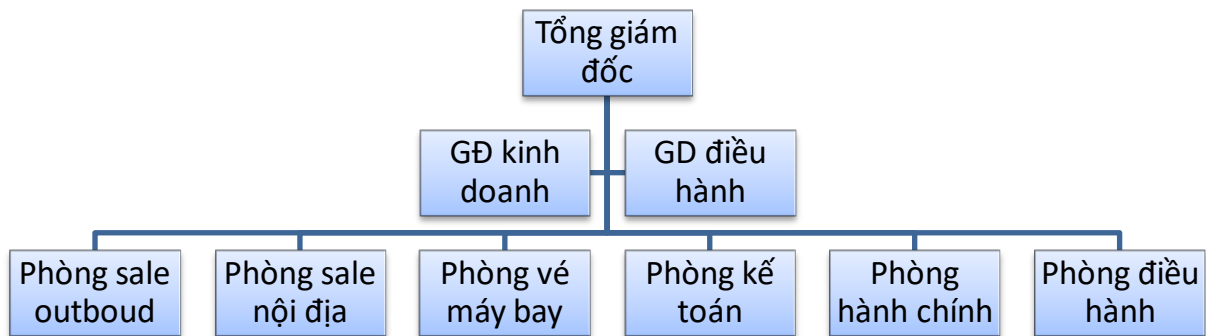 Tổng giám
đốc
GĐ kinh
doanh
GD điều
hành
Phòng sale
outboud
Phòng sale
nội địa
Phòng vé
máy bay
Phòng kế
toán
Phòng
hành chính
Phòng điều
hành